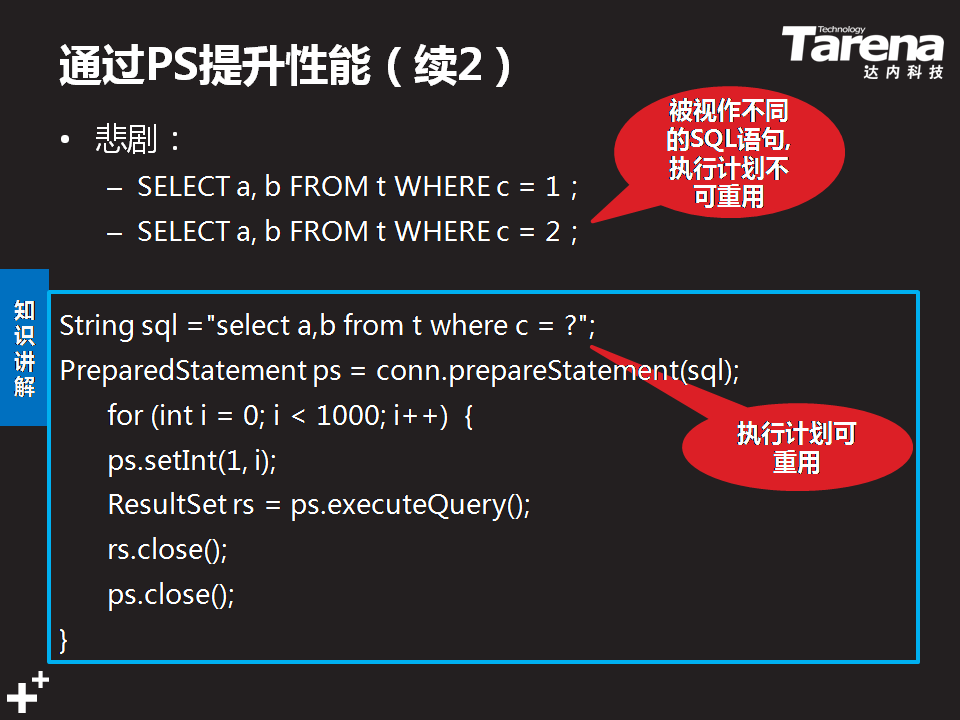 通过PS提升性能（续2）
Technology
Tarena
达内科技
• 悲剧：
– SELECT a, b FROM t WHERE c = 1 ;
– SELECT a, b FROM t WHERE c = 2 ;
被视作不同
的SQL语句,
执行计划不
可重用
知
识
讲
解
String sql ="select a,b from t where c = ?";
PreparedStatement ps = conn.prepareStatement(sql);
for (int i = 0; i < 1000; i++) {
ps.setInt(1, i);
ResultSet rs = ps.executeQuery();
rs.close();
ps.close();
}
执行计划可
重用